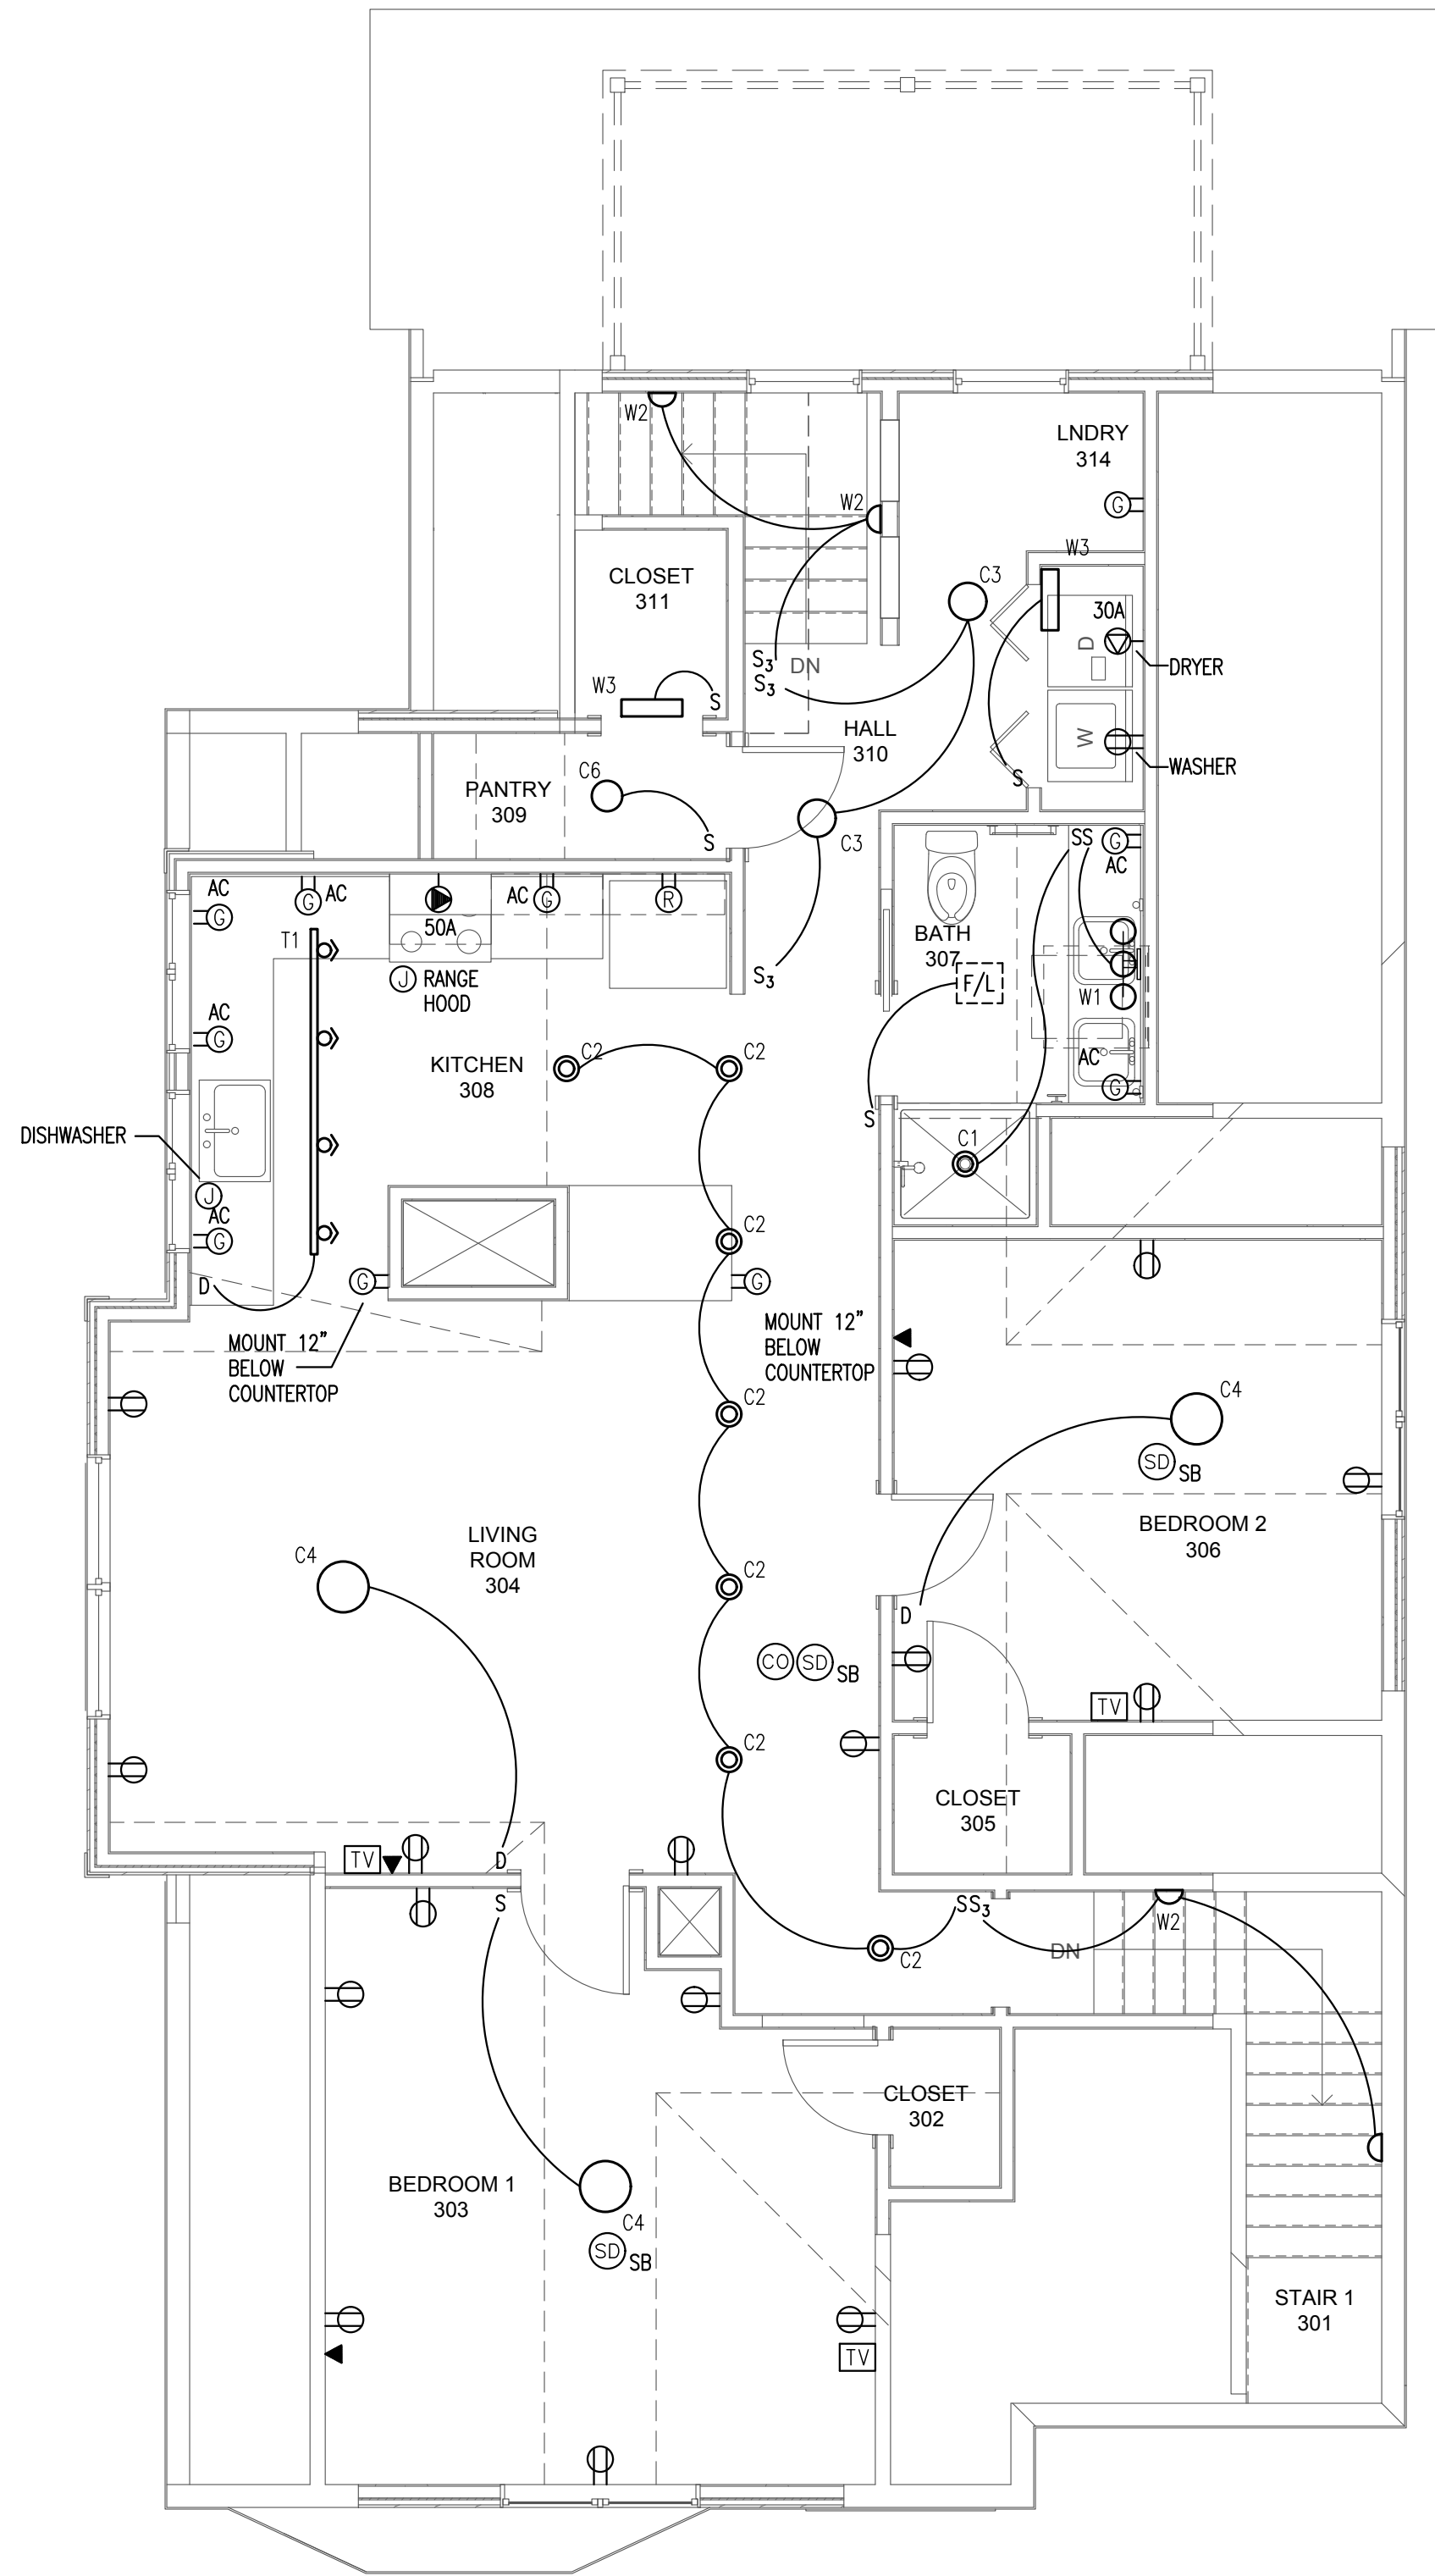 W2
LNDRY
314
G
W2
W3
CLOSET
311
C3
30A
D
S3
DN
S3
DRYER
W3
S
HALL
310
W
WASHER
S
C6
PANTRY
309
S
C3
SS
G
AC
AC
G
G
AC
50A
AC
G
R
T1
BATH
307
F/L
J
RANGE
HOOD
S3
W1
AC
G
C2
C2
KITCHEN
308
AC
G
S
DISHWASHER
C1
J
AC
G
C2
D
G
G
MOUNT 12"
BELOW
COUNTERTOP
MOUNT 12"
BELOW
COUNTERTOP
C2
C4
SD
SB
LIVING
ROOM
304
BEDROOM 2
306
C4
C2
D
CO
SD
SB
TV
C2
CLOSET
305
TV
D
S
SS3
W2
DN
C2
CLOSET
302
BEDROOM 1
303
C4
SD
SB
STAIR 1
301
TV